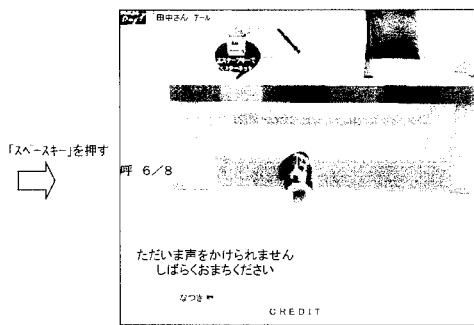 田中さん
「スペースキー」を押す
呼 6／8
ただいま声をかけられません
しばらくおまちください
なつき
CREDIT